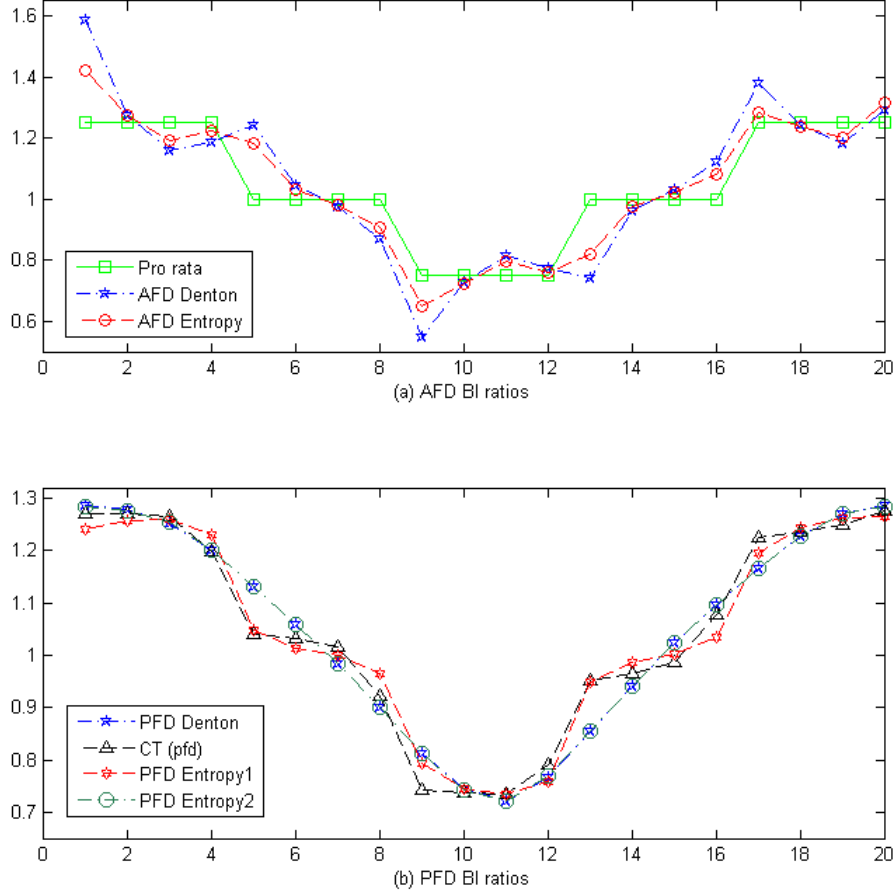 1.6
1.4
1.2
1
0.8
0.6
Pro rata
AFD Denton
AFD Entropy
0 2 4 6 8 10 12 14 16 18 20
(a) AFD BI ratios
1.3
1.2
1.1
1
0.9
0.8
0.7
PFD Denton
CT (pfd)
PFD Entropy1
PFD Entropy2
0 2 4 6 8 10 12 14 16 18 20
(b) PFD BI ratios